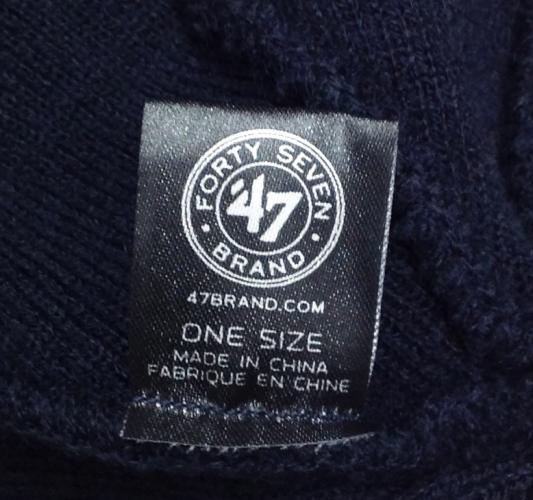 FORTY SEVEN
'47
BRAND
47BRAND.COM
ONE SIZE
MADE IN CHINA
FABRIQUE EN CHINE